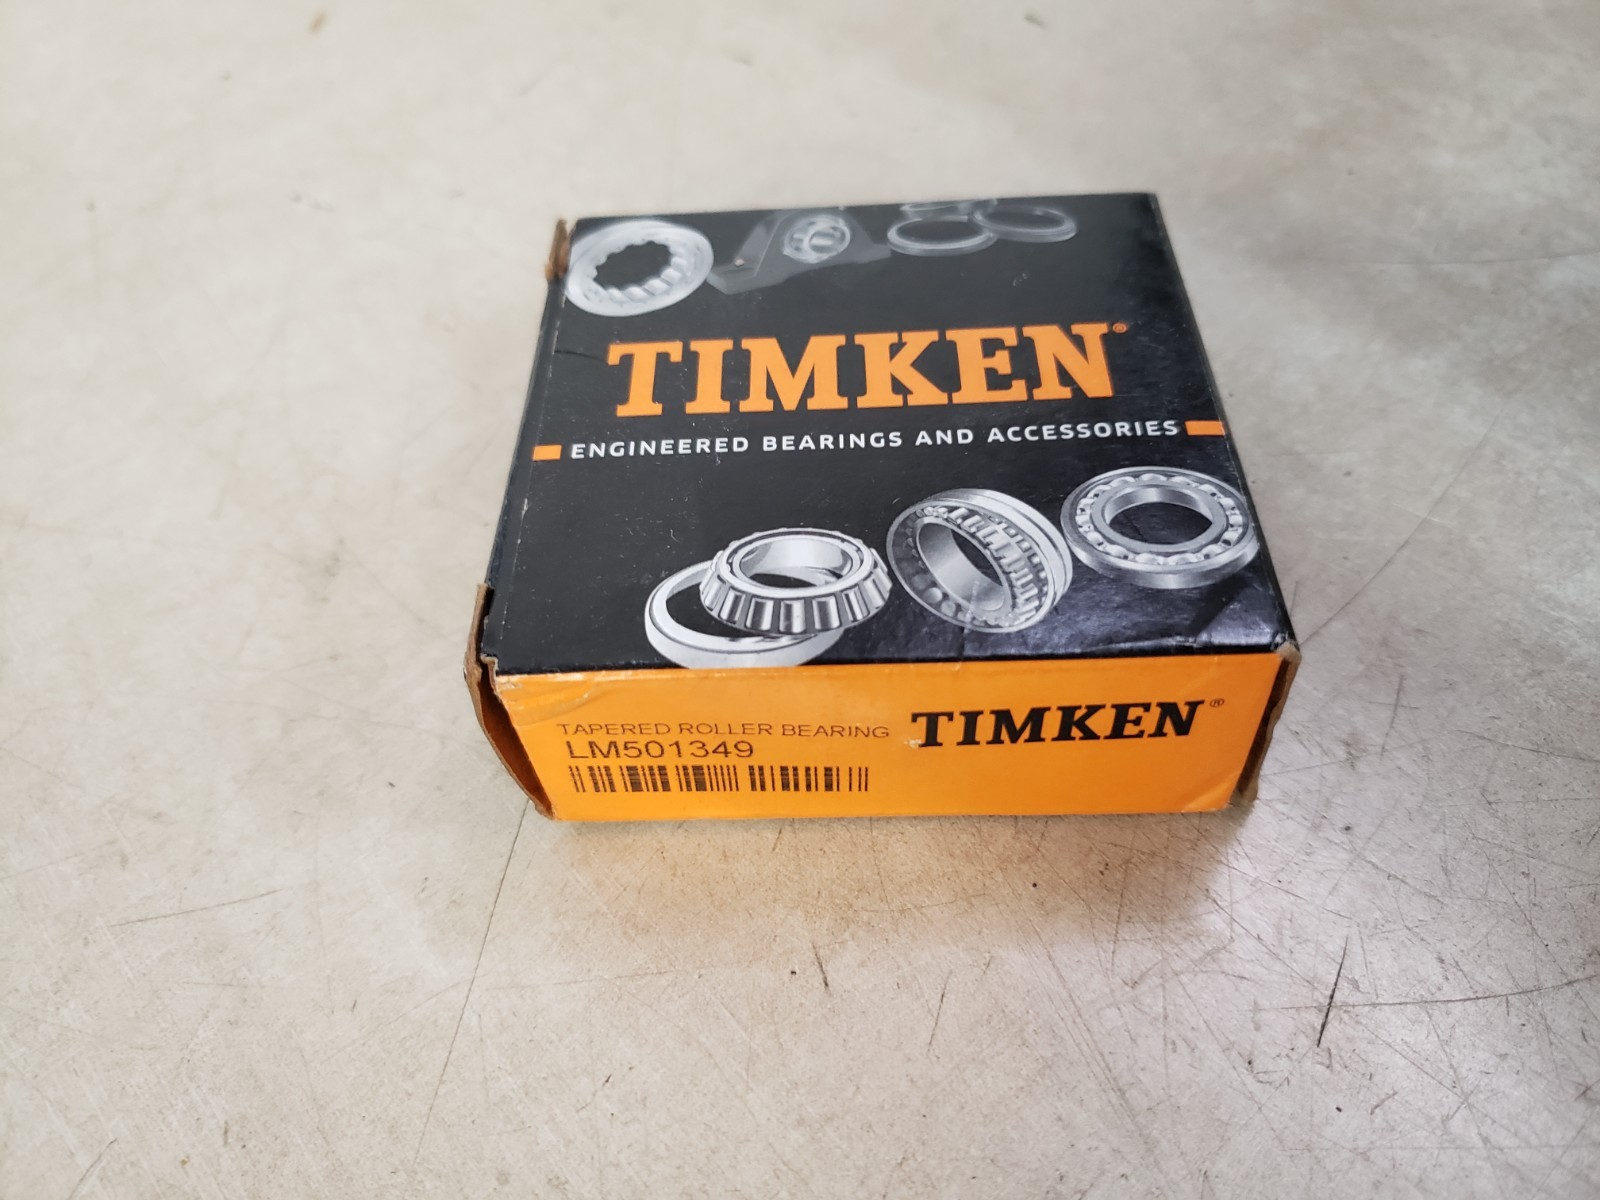 TIMKEN®
ENGINEERED BEARINGS AND ACCESSORIES
TAPERED ROLLER BEARING
LM501349
TIMKEN®